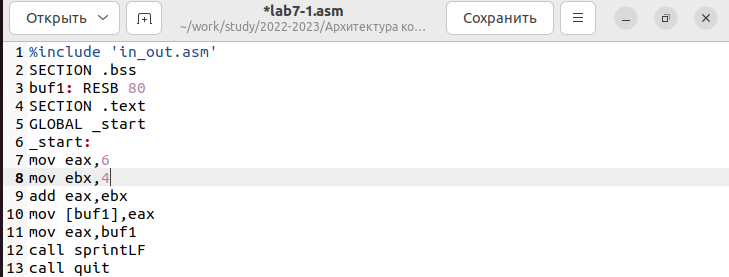 Открыть
*lab7-1.asm
~/work/study/2022-2023/Архитектура ко…
Сохранить
1 %include 'in_out.asm'
2 SECTION .bss
3 buf1: RESB 80
4 SECTION .text
5 GLOBAL _start
6 _start:
7 mov eax,6
8 mov ebx,4
9 add eax,ebx
10 mov [buf1],eax
11 mov eax,buf1
12 call sprintLF
13 call quit